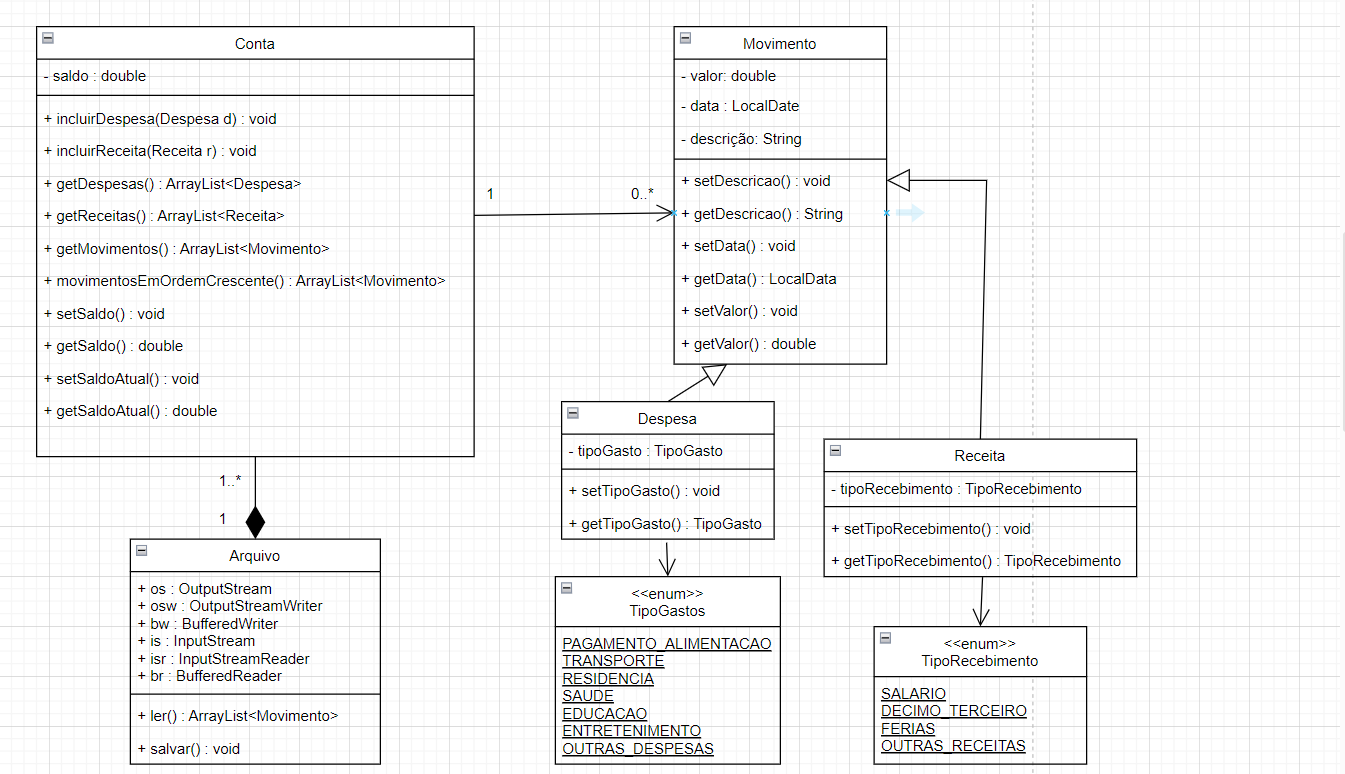 Conta
- saldo : double
+ incluirDespesa(Despesa d) : void
+ incluirReceita(Receita r) : void
+ getDespesas() : ArrayList<Despesa>
+ getReceitas() : ArrayList<Receita>
+ getMovimentos() : ArrayList<Movimento>
+ movimentosEmOrdemCrescente() : ArrayList<Movimento>
+ setSaldo() : void
+ getSaldo() : double
+ setSaldoAtual() : void
+ getSaldoAtual() : double
1
0..*
Movimento
- valor: double
- data : LocalDate
- descrição: String
+ setDescricao() : void
+ getDescricao() : String
+ setData() : void
+ getData() : LocalData
+ setValor() : void
+ getValor() : double
1..*
1
Arquivo
+ os : OutputStream
+ osw : OutputStreamWriter
+ bw : BufferedWriter
+ is : InputStream
+ isr : InputStreamReader
+ br : BufferedReader
+ ler() : ArrayList<Movimento>
+ salvar() : void
Despesa
- tipoGasto : TipoGasto
+ setTipoGasto() : void
+ getTipoGasto() : TipoGasto
<<enum>>
TipoGastos
PAGAMENTO_ALIMENTACAO
TRANSPORTE
RESIDENCIA
SAUDE
EDUCACAO
ENTRETENIMENTO
OUTRAS_DESPESAS
Receita
- tipoRecebimento : TipoRecebimento
+ setTipoRecebimento() : void
+ getTipoRecebimento() : TipoRecebimento
<<enum>>
TipoRecebimento
SALARIO
DECIMO_TERCEIRO
FERIAS
OUTRAS_RECEITAS